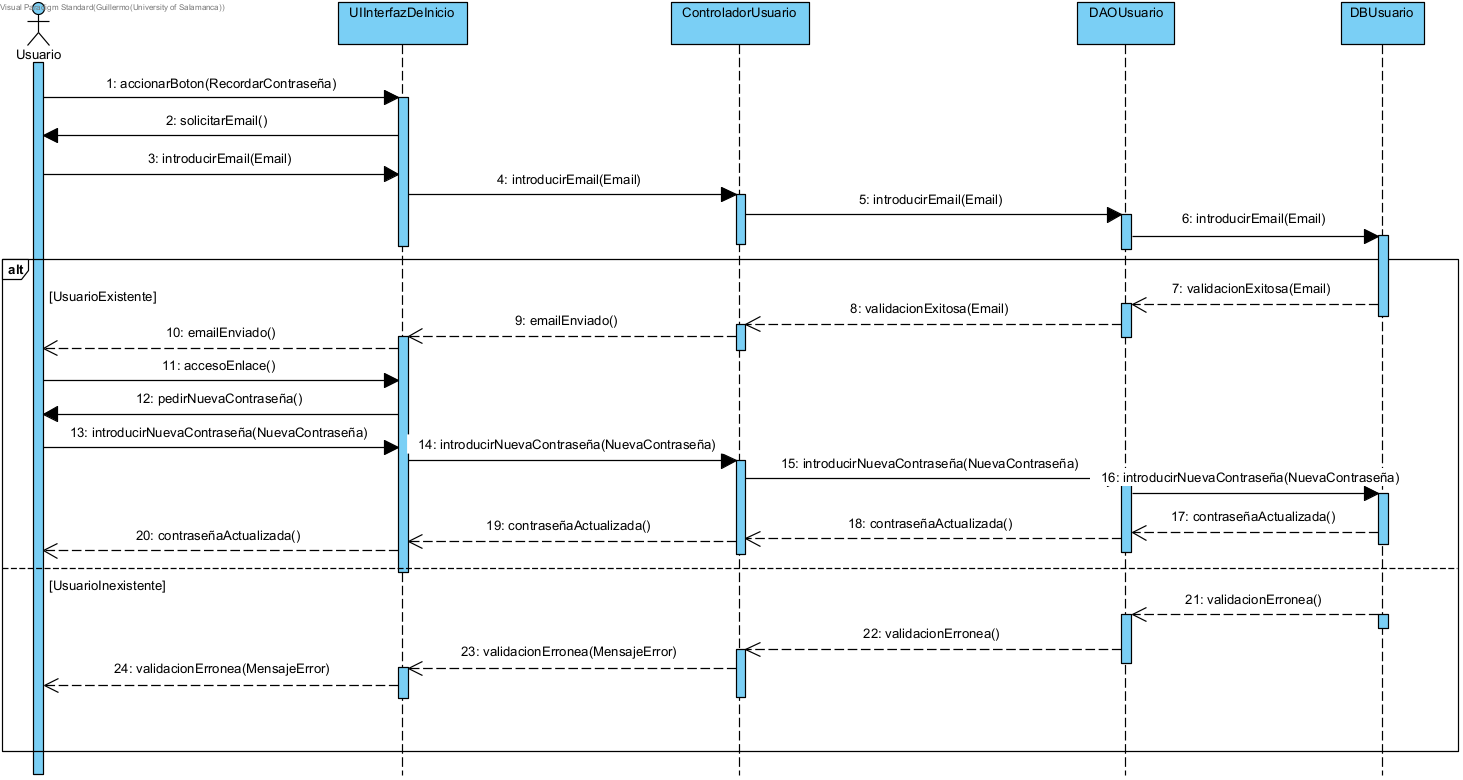 Visual Paradigm Standard(Guillermo(University of Salamanca))
Usuario
UIInterfazDeInicio
ControladorUsuario
DAOUsuario
DBUsuario
1: accionarBoton(RecordarContraseña)
2: solicitarEmail()
3: introducirEmail(Email)
4: introducirEmail(Email)
5: introducirEmail(Email)
6: introducirEmail(Email)
alt
[UsuarioExistente]
7: validacionExitosa(Email)
8: validacionExitosa(Email)
9: emailEnviado()
10: emailEnviado()
11: accesoEnlace()
12: pedirNuevaContraseña()
13: introducirNuevaContraseña(NuevaContraseña)
14: introducirNuevaContraseña(NuevaContraseña)
15: introducirNuevaContraseña(NuevaContraseña)
16: introducirNuevaContraseña(NuevaContraseña)
17: contraseñaActualizada()
18: contraseñaActualizada()
19: contraseñaActualizada()
20: contraseñaActualizada()
[UsuarioInexistente]
21: validacionErronea()
22: validacionErronea()
23: validacionErronea(MensajeError)
24: validacionErronea(MensajeError)